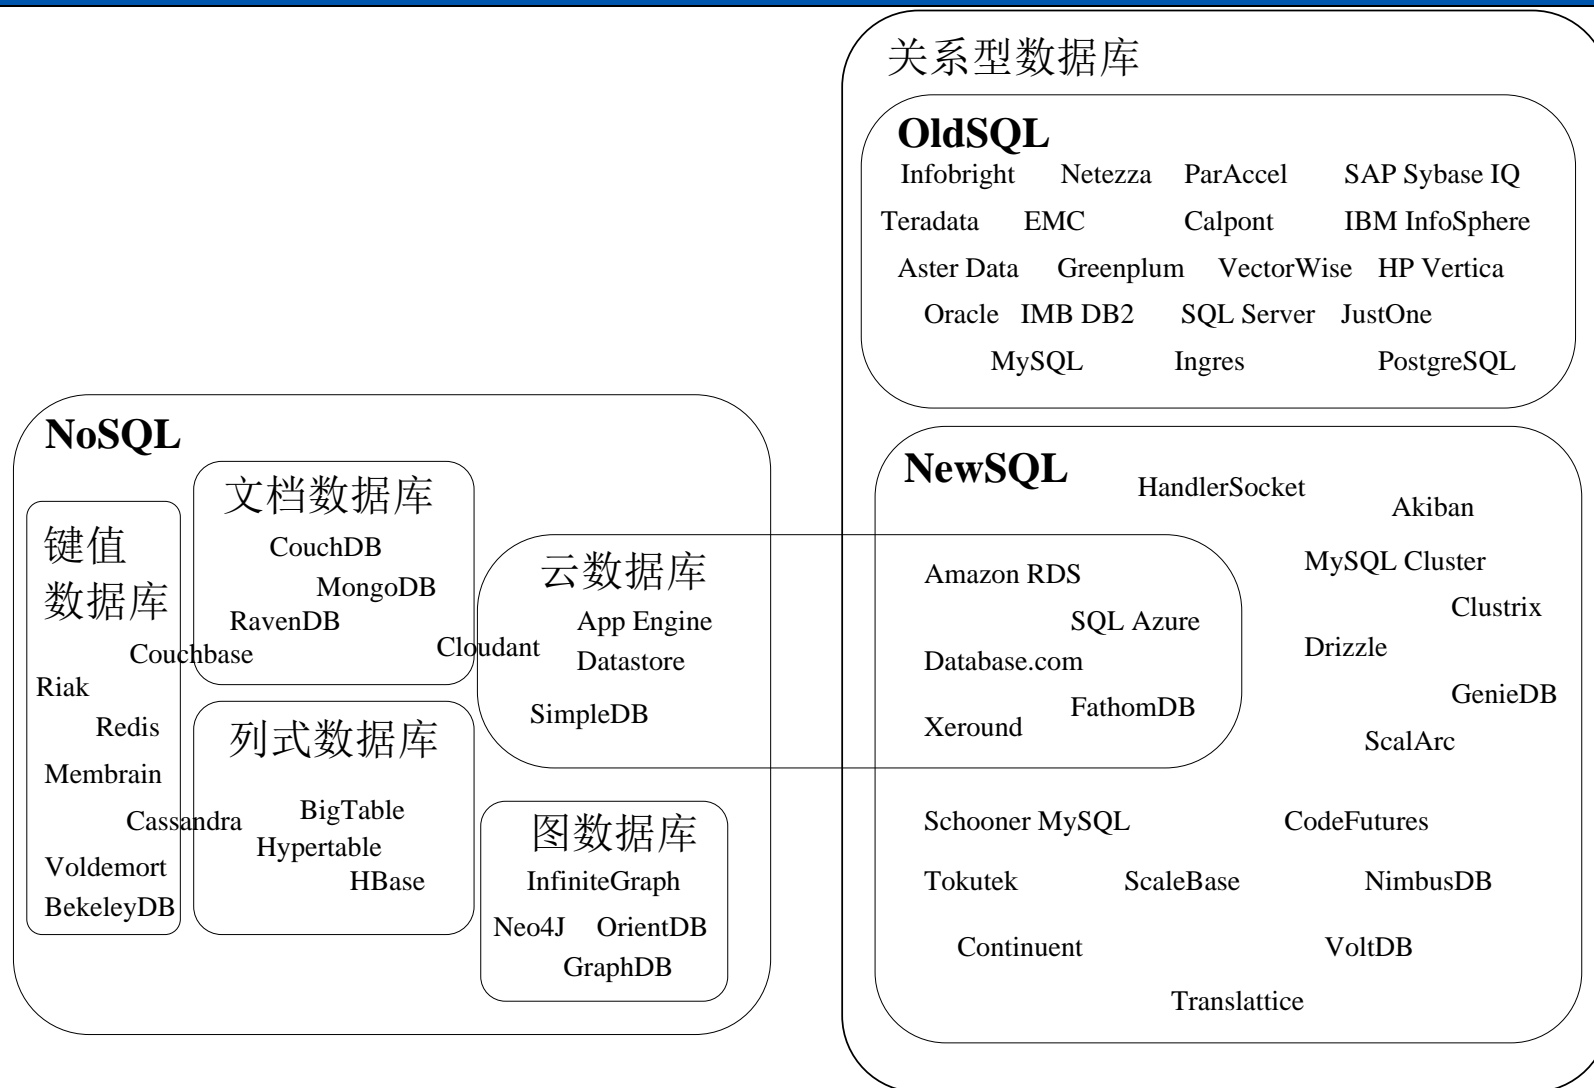 关系型数据库
OldSQL
Infobright Netezza ParAccel SAP Sybase IQ
Teradata EMC Calpont IBM InfoSphere
Aster Data Greenplum VectorWise HP Vertica
Oracle IMB DB2 SQL Server JustOne
MySQL Ingres PostgreSQL
NoSQL
键值
数据库
Couchbase
Riak
Redis
Membrain
Cassandra
Voldemort
BekeleyDB
文档数据库
CouchDB
MongoDB
RavenDB
Cloudant
列式数据库
BigTable
Hypertable
HBase
云数据库
App Engine
Datastore
SimpleDB
图数据库
InfiniteGraph
Neo4J OrientDB
GraphDB
NewSQL
HandlerSocket
Akiban
Amazon RDS
MySQL Cluster
SQL Azure
Clustrix
Database.com
Drizzle
FathomDB
GenieDB
Xeround
ScalArc
Schooner MySQL CodeFutures
Tokutek ScaleBase NimbusDB
Continuent VoltDB
Translattice